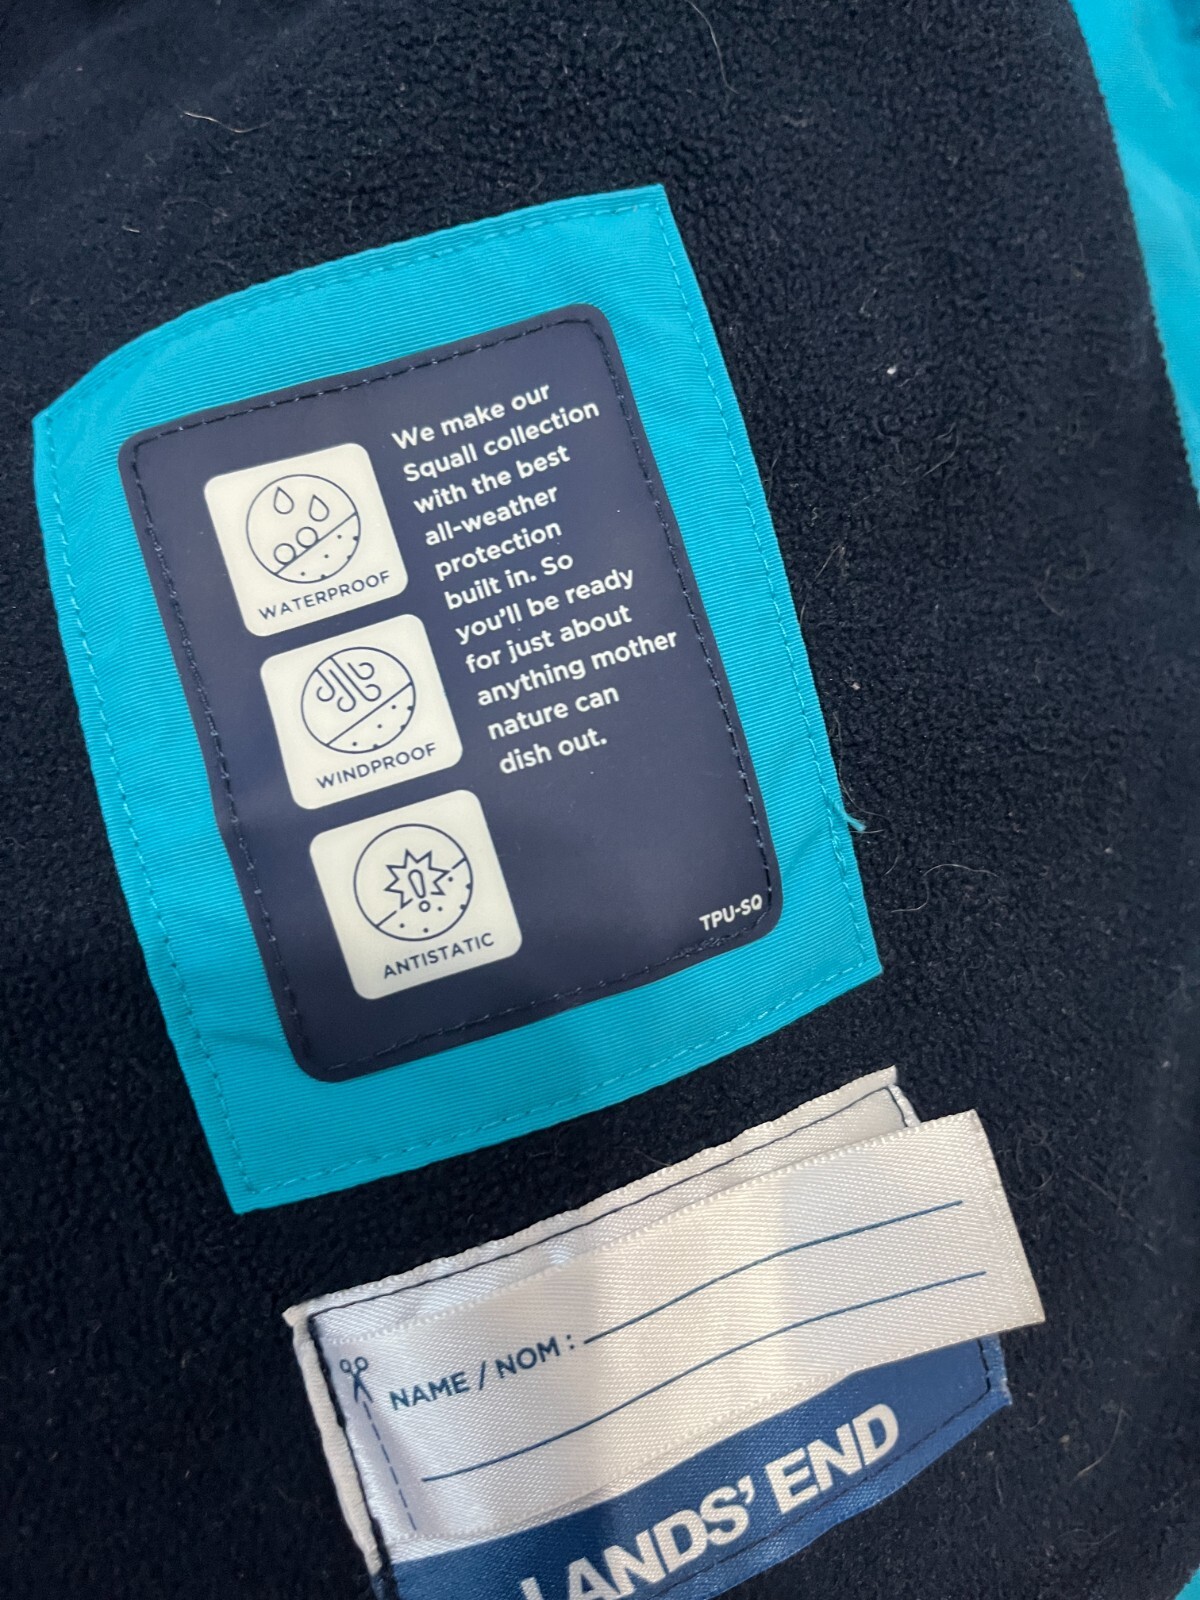 We make our
Squall collection
with the best
all-weather
protection
built in. So
you'll be ready
for just about
anything mother
nature can
dish out.
WATERPROOF
WINDPROOF
ANTISTATIC
TPU-SQ
NAME / NOM :
LANDS' END